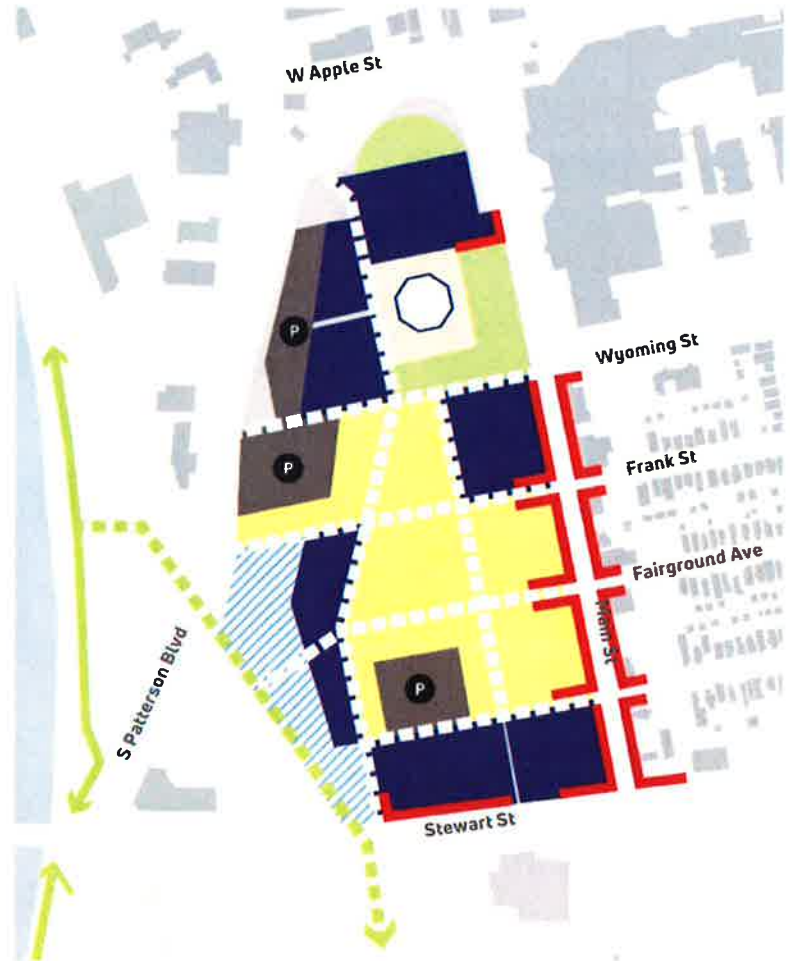 W Apple St
P
Wyoming St
P
Frank St
Fairground Ave
Main St
S Patterson Blvd
P
Stewart St